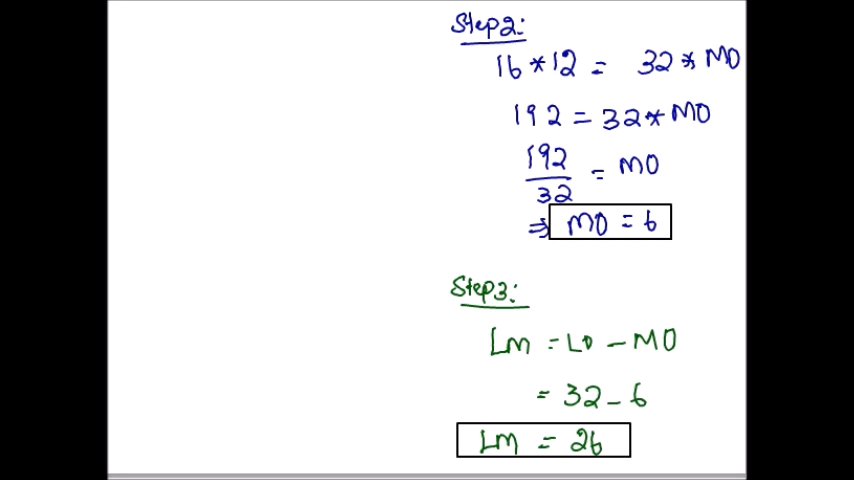 Step2:
16 * 12 = 32 * MO
192 = 32 * MO
192
32
= MO
⇒ MO = 6
Step3:
LM = LO - MO
= 32 - 6
LM = 26